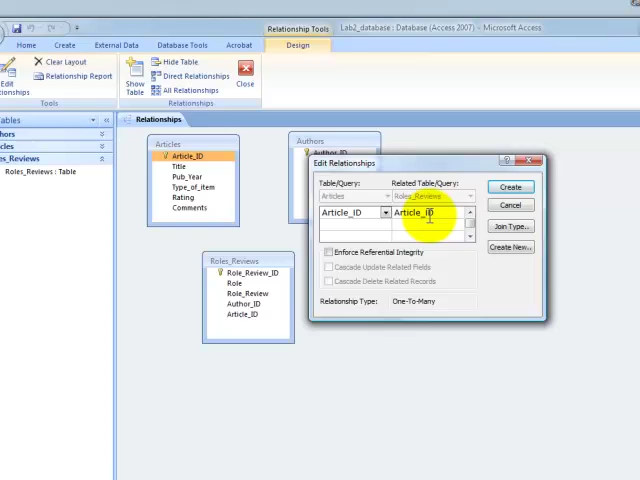 Relationship Tools
Lab2_database : Database (Access 2007) - Microsoft Access
Home
Create
External Data
Database Tools
Acrobat
Design
Edit
Clear Layout
Relationship Report
Tools
Show
Table
Hide Table
Direct Relationships
All Relationships
Close
Relationships
Relationships
Articles
Article_ID
Title
Pub_Year
Type_of_item
Rating
Comments
Authors
Author_ID
Roles_Reviews
Role_Review_ID
Role
Role_Review
Author_ID
Article_ID
es_Reviews
Roles_Reviews : Table
Edit Relationships
Table/Query:
Related Table/Query:
Articles
Roles_Reviews
Article_ID
Article_ID
Enforce Referential Integrity
Cascade Update Related Fields
Cascade Delete Related Records
Relationship Type:
One-To-Many
Create
Cancel
Join Type..
Create New..